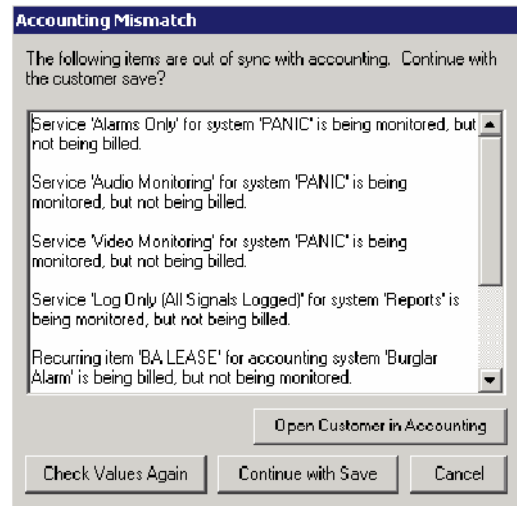 Accounting Mismatch
The following items are out of sync with accounting. Continue with
the customer save?
Service 'Alarms Only' for system 'PANIC' is being monitored, but
not being billed.
Service 'Audio Monitoring' for system 'PANIC' is being
monitored, but not being billed.
Service 'Video Monitoring' for system 'PANIC' is being
monitored, but not being billed.
Service 'Log Only (All Signals Logged)' for system 'Reports' is
being monitored, but not being billed.
Recurring item 'BA LEASE' for accounting system 'Burglar
Alarm' is being billed, but not being monitored.
Open Customer in Accounting
Check Values Again Continue with Save Cancel